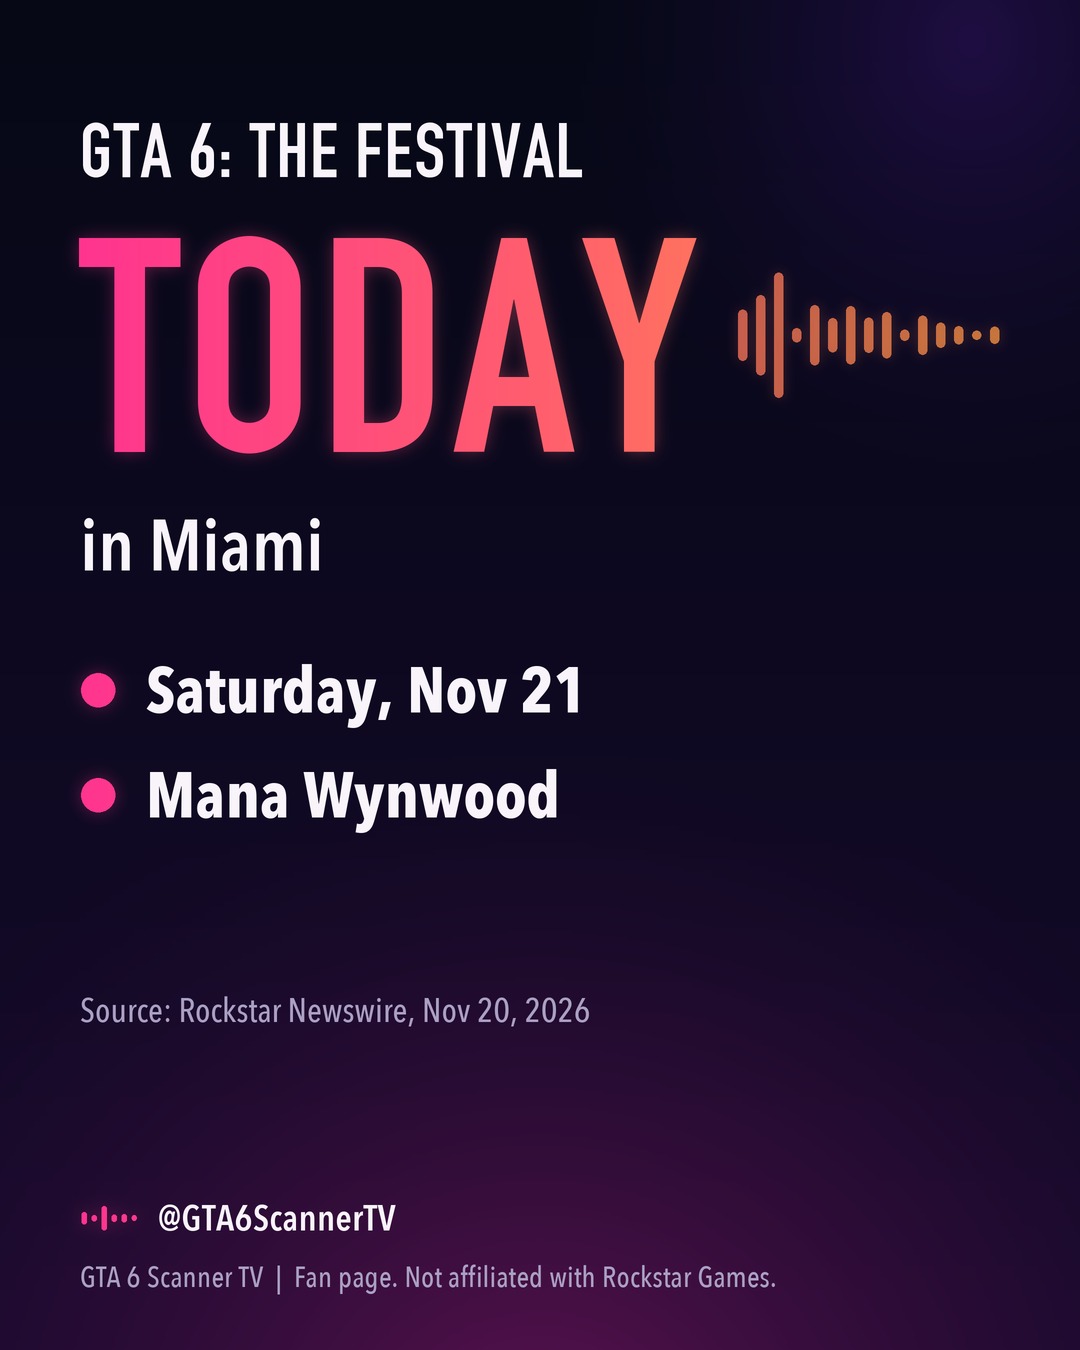 GTA 6: THE FESTIVAL
TODAY
in Miami
Saturday, Nov 21
Mana Wynwood
Source: Rockstar Newswire, Nov 20, 2026
@GTA6ScannerTV
GTA 6 Scanner TV | Fan page. Not affiliated with Rockstar Games.